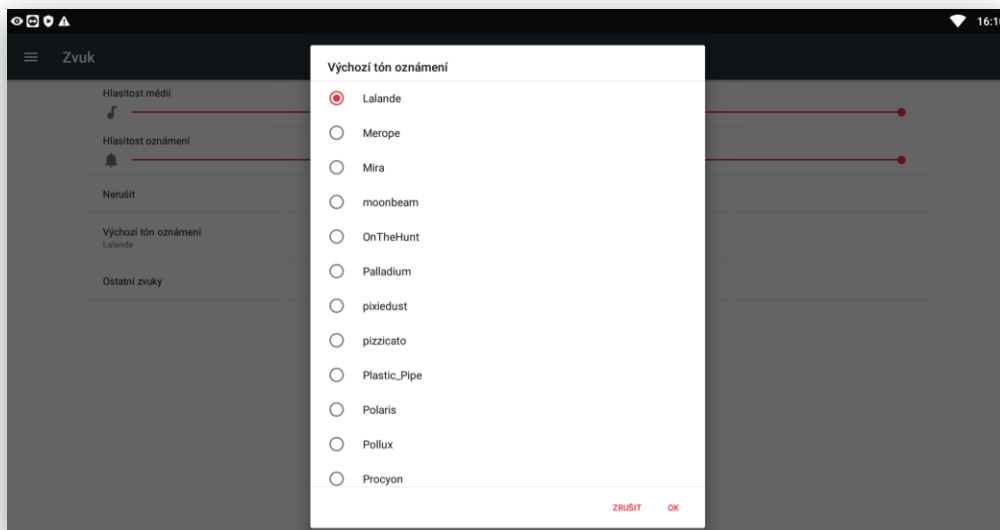 16:10
Zvuk
Hlasitost médií
Hlasitost oznámení
Nerušit
Výchozí tón oznámení
Lalande
Ostatní zvuky
Výchozí tón oznámení
Lalande
Merope
Mira
moonbeam
OnTheHunt
Palladium
pixiedust
pizzicato
Plastic_Pipe
Polaris
Pollux
Procyon
ZRUŠIT OK